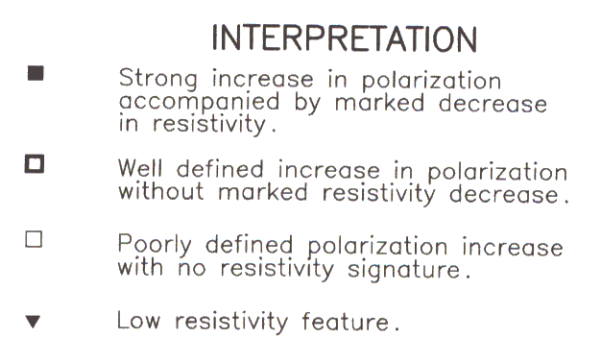 INTERPRETATION
Strong increase in polarization
accompanied by marked decrease
in resistivity.
Well defined increase in polarization
without marked resistivity decrease.
Poorly defined polarization increase
with no resistivity signature.
Low resistivity feature.